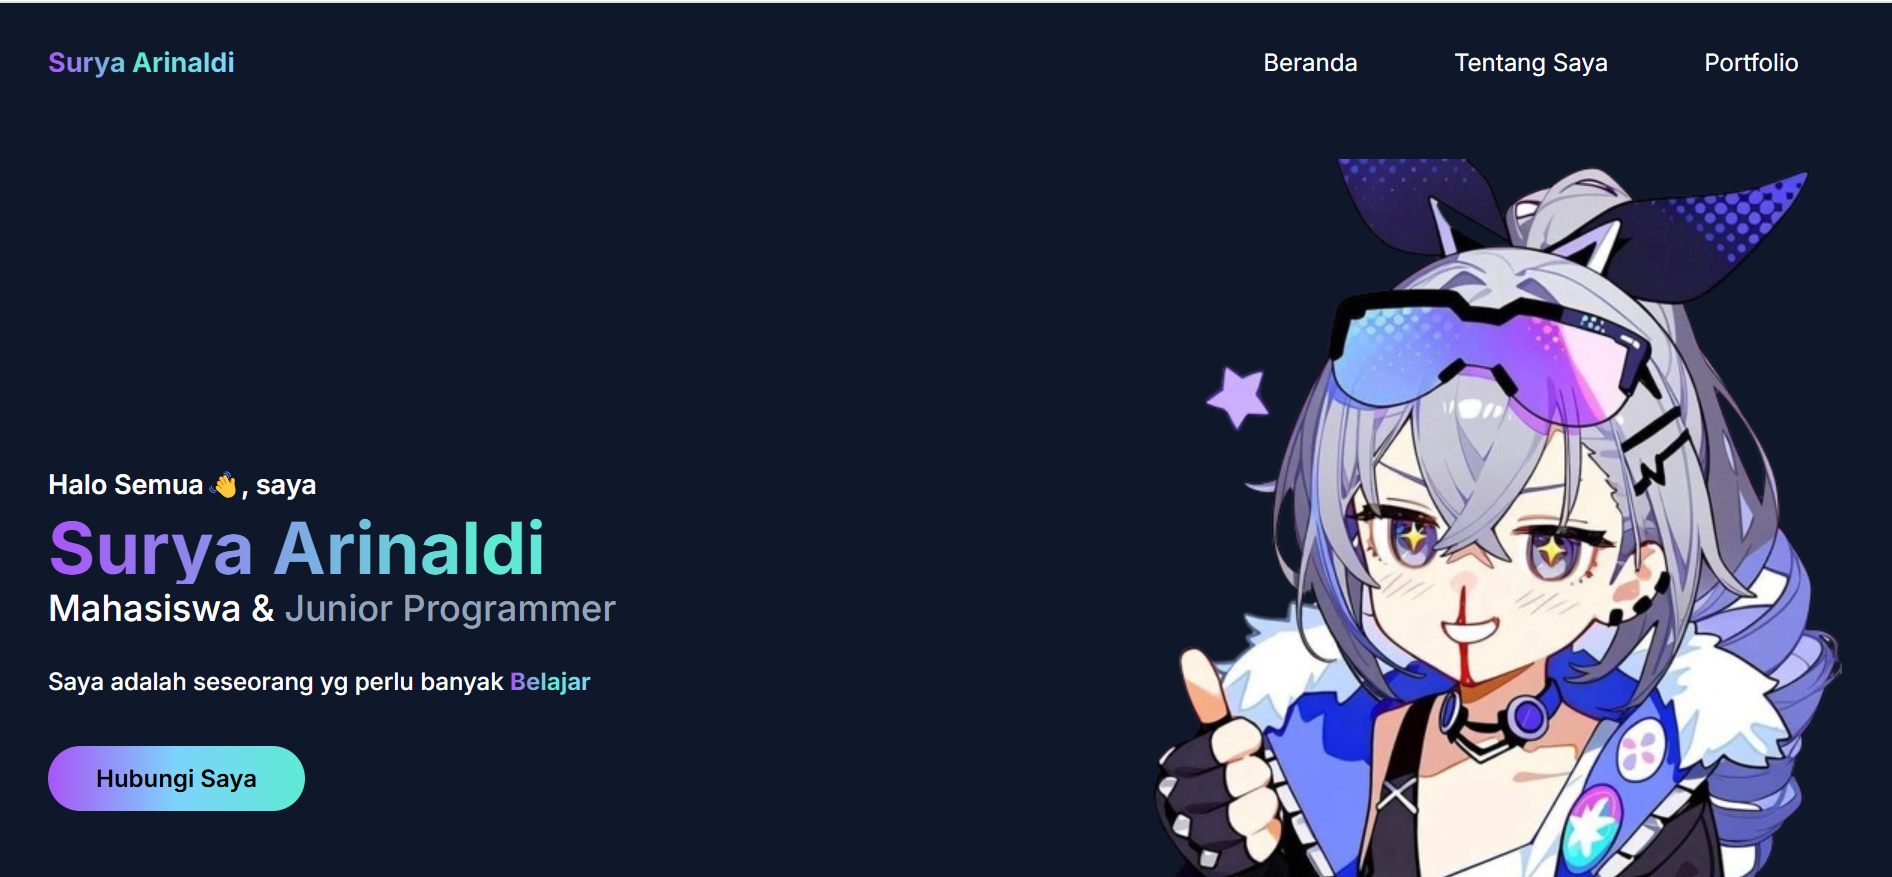 Surya Arinaldi
Beranda Tentang Saya Portfolio
Halo Semua 👋, saya
Surya Arinaldi
Mahasiswa & Junior Programmer
Saya adalah seseorang yg perlu banyak Belajar
Hubungi Saya